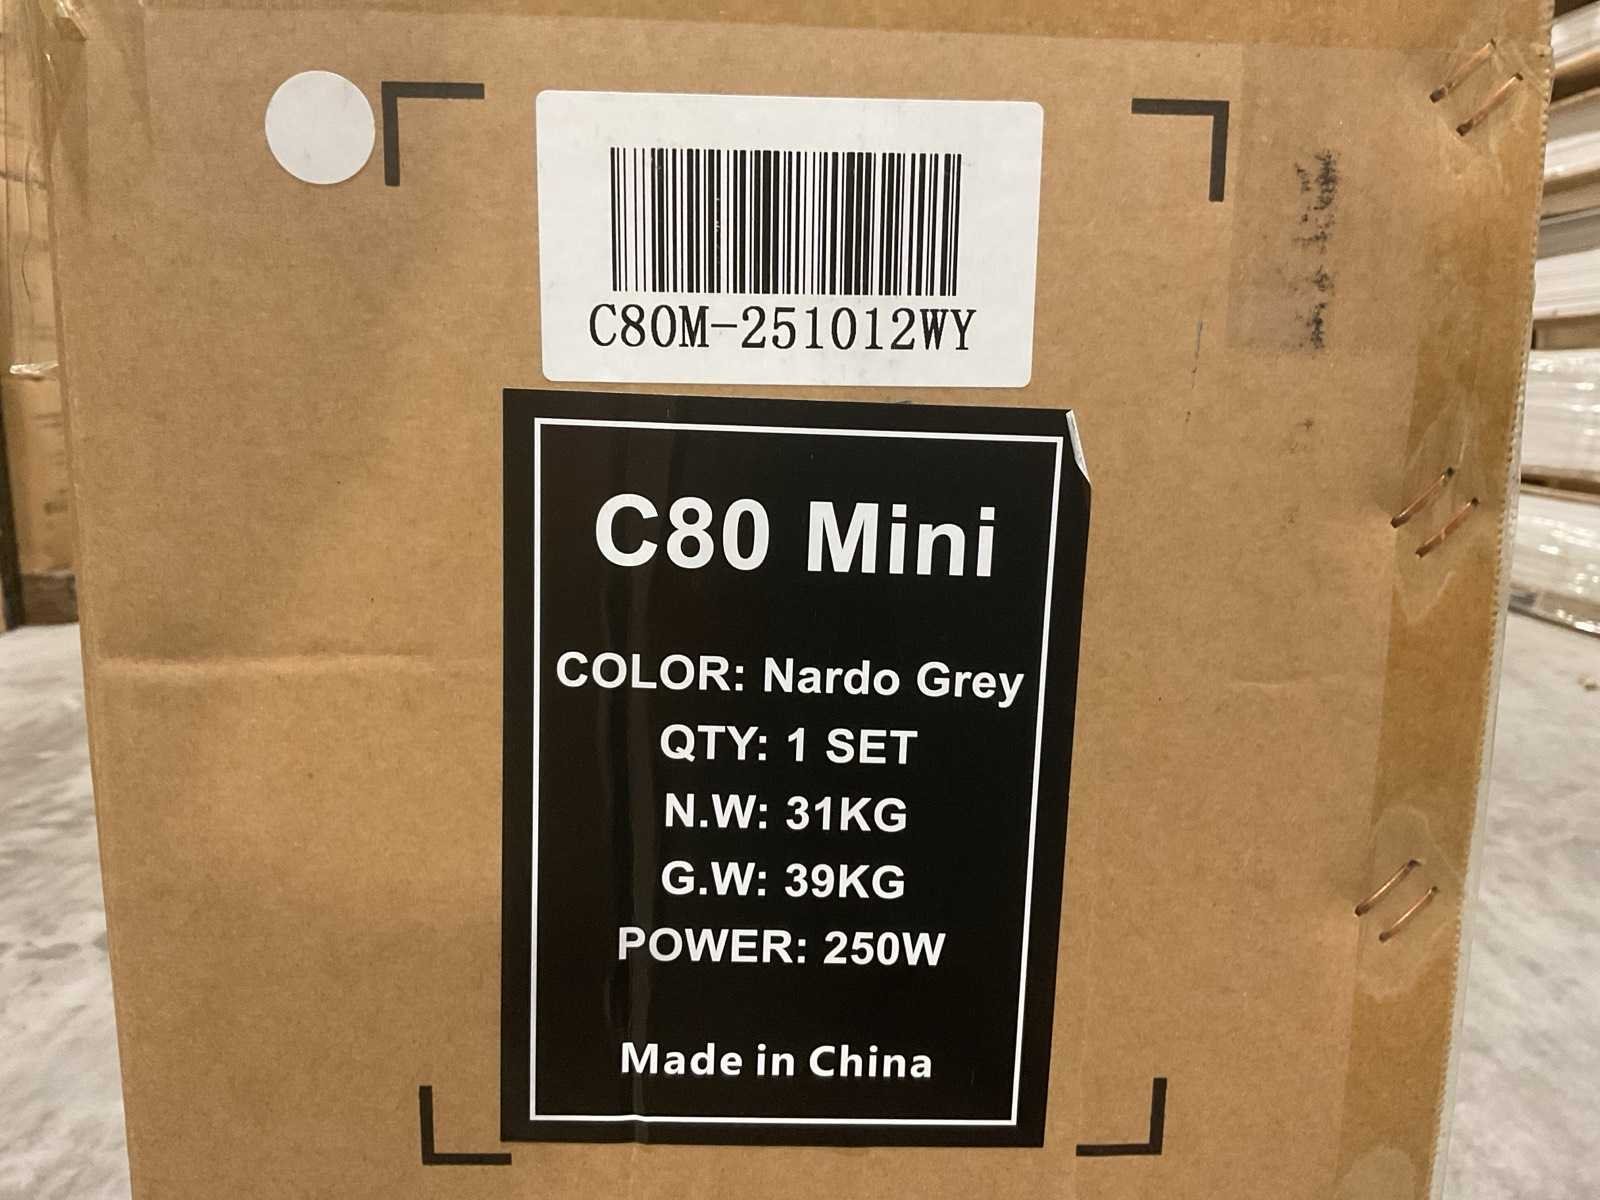 C80M-251012WY
C80 Mini
COLOR: Nardo Grey
QTY: 1 SET
N.W: 31KG
G.W: 39KG
POWER: 250W
Made in China